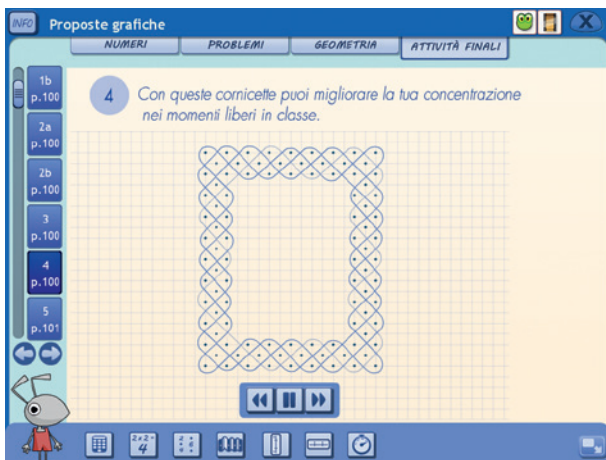 INFO Proposte grafiche X
NUMERI PROBLEMI GEOMETRIA ATTIVITÀ FINALI
1b
p.100
2a
p.100
2b
p.100
3
p.100
4
p.100
5
p.101
4 Con queste cornicette puoi migliorare la tua concentrazione
nei momenti liberi in classe.